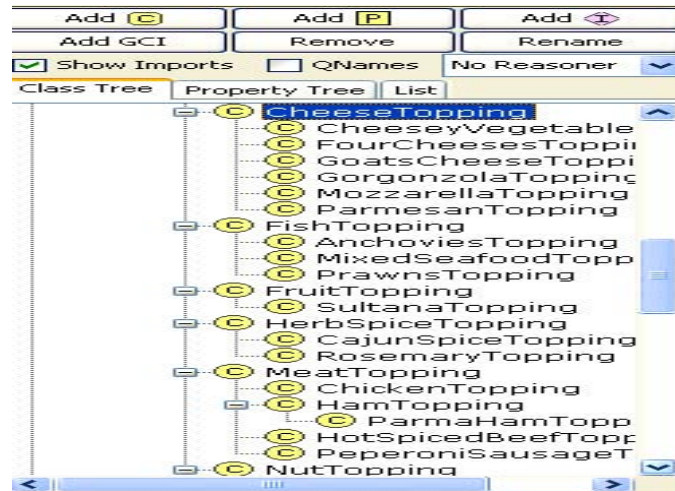 Add C Add P Add I
Add GCI Remove Rename
Show Imports QNames No Reasoner
Class Tree Property Tree List
C CheeseTopping
C CheeseyVegetable
C FourCheesesToppi
C GoatsCheeseToppi
C GorgonzolaTopping
C MozzarellaTopping
C ParmesanTopping
C FishTopping
C AnchoviesTopping
C MixedSeafoodTopp
C PrawnsTopping
C FruitTopping
C SultanaTopping
C HerbSpiceTopping
C CajunSpiceTopping
C RosemaryTopping
C MeatTopping
C ChickenTopping
C HamTopping
C ParmaHamTopp
C HotSpicedBeefTopp
C PeperoniSausageT
C NutTopping